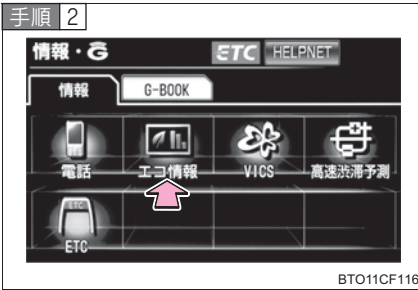 手順 2
情報・G ETC HELPNET
情報 G-BOOK
電話 エコ情報 VICS 高速渋滞予測
ETC
ETC
BTO11CF116